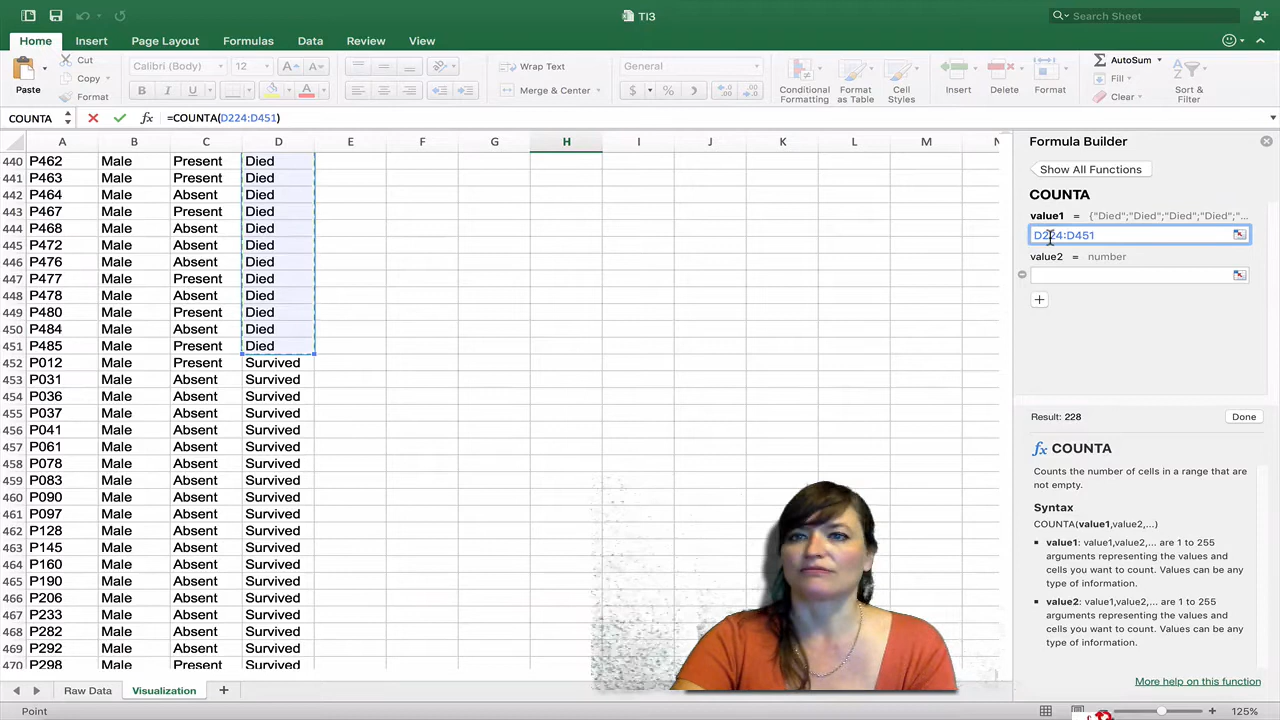 TI3
Search Sheet
Home Insert Page Layout Formulas Data Review View
Paste
Cut
Copy
Format
Calibri (Body) 12
B I U
Wrap Text
Merge & Center
General
$ %
Conditional Formatting
Format as Table
Cell Styles
Insert
Delete
Format
AutoSum
Fill
Clear
Sort & Filter
COUNTA fx =COUNTA(D224:D451)
A B C D E F G H I J K L M N
440 P462 Male Present Died
441 P463 Male Present Died
442 P464 Male Absent Died
443 P467 Male Present Died
444 P468 Male Absent Died
445 P472 Male Absent Died
446 P476 Male Absent Died
447 P477 Male Present Died
448 P478 Male Absent Died
449 P480 Male Present Died
450 P484 Male Absent Died
451 P485 Male Present Died
452 P012 Male Present Survived
453 P031 Male Absent Survived
454 P036 Male Absent Survived
455 P037 Male Absent Survived
456 P041 Male Absent Survived
457 P061 Male Absent Survived
458 P078 Male Absent Survived
459 P083 Male Absent Survived
460 P090 Male Absent Survived
461 P097 Male Absent Survived
462 P128 Male Present Survived
463 P145 Male Absent Survived
464 P160 Male Absent Survived
465 P190 Male Absent Survived
466 P206 Male Absent Survived
467 P233 Male Absent Survived
468 P282 Male Absent Survived
469 P292 Male Absent Survived
470 P298 Male Present Survived
Formula Builder
Show All Functions
COUNTA
value1 = {"Died";"Died";"Died";"Died";"...
D224:D451
value2 = number
Result: 228
Done
fx COUNTA
Counts the number of cells in a range that are
not empty.
Syntax
COUNTA(value1,value2,...)
value1: value1,value2,... are 1 to 255
arguments representing the values and
cells you want to count. Values can be any
type of information.
value2: value1,value2,... are 1 to 255
arguments representing the values and
cells you want to count. Values can be any
type of information.
More help on this function
Raw Data Visualization +
Point
125%